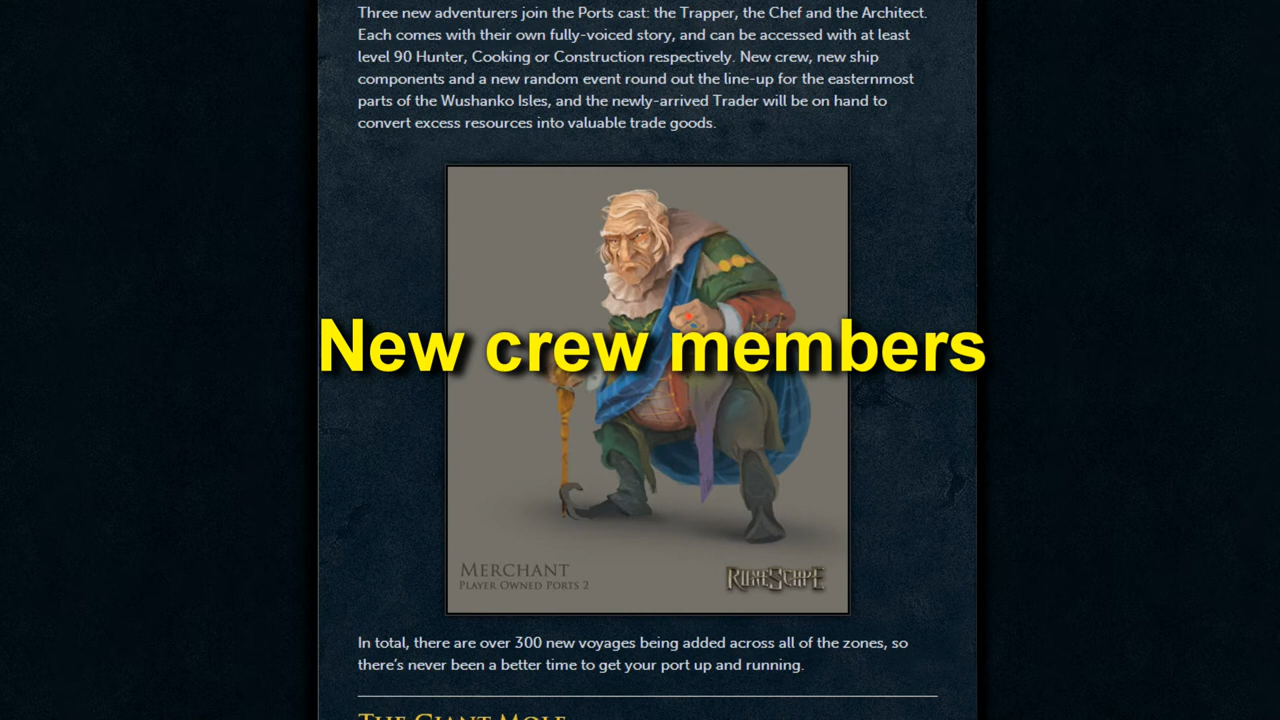 Three new adventurers join the Ports cast: the Trapper, the Chef and the Architect.
Each comes with their own fully-voiced story, and can be accessed with at least
level 90 Hunter, Cooking or Construction respectively. New crew, new ship
components and a new random event round out the line-up for the easternmost
parts of the Wushanko Isles, and the newly-arrived Trader will be on hand to
convert excess resources into valuable trade goods.
New crew members
MERCHANT
PLAYER OWNED PORTS 2
RUNESCAPE
In total, there are over 300 new voyages being added across all of the zones, so
there's never been a better time to get your port up and running.
THE GIANT MOLE